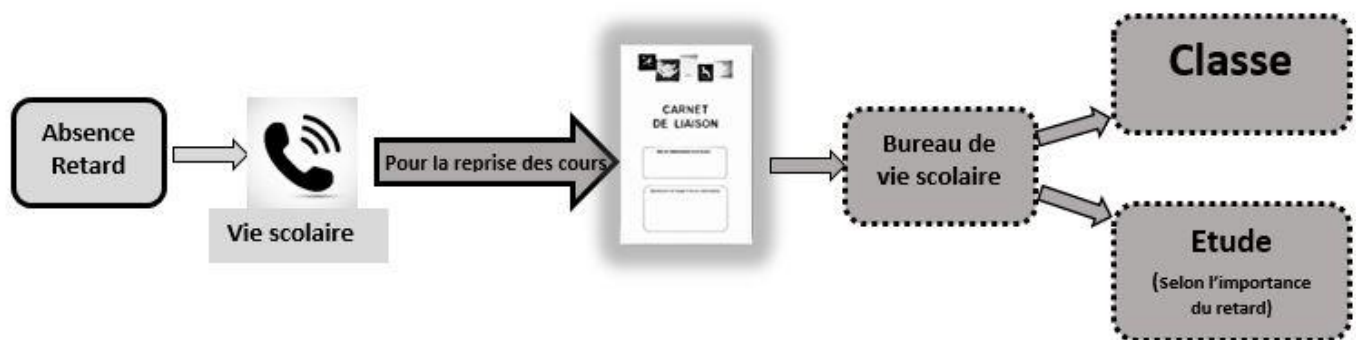 Absence
Retard
Vie scolaire
Pour la reprise des cours
CARNET
DE LIAISON
Bureau de
vie scolaire
Classe
Etude
(Selon l'importance
du retard)